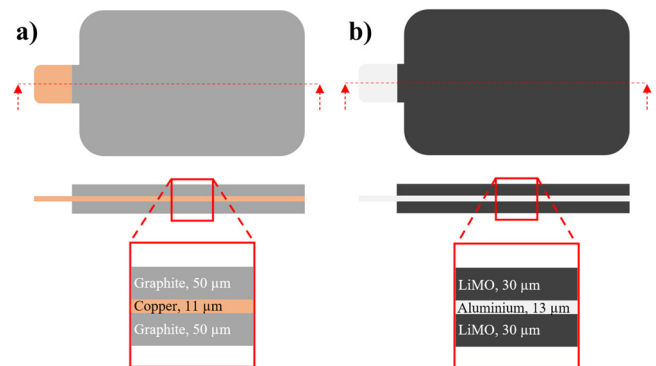 a)
b)
Graphite, 50 µm
Copper, 11 µm
Graphite, 50 µm
LiMO, 30 µm
Aluminium, 13 µm
LiMO, 30 µm